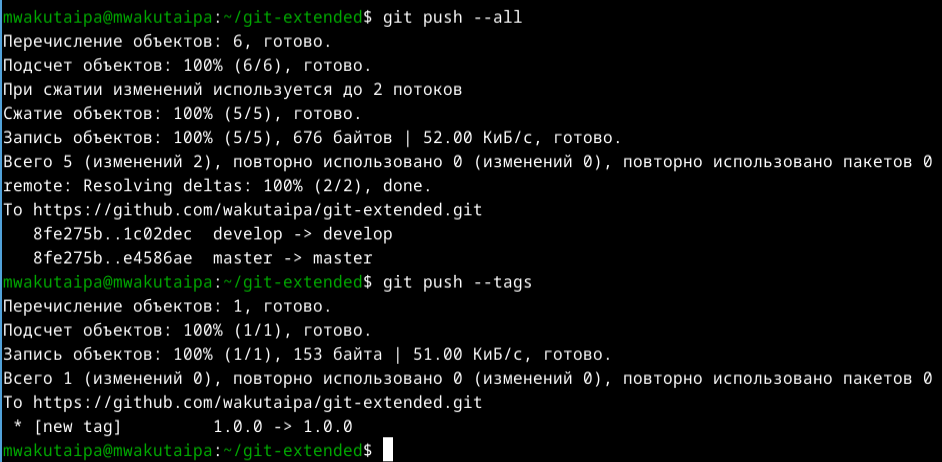 mwakutaipa@mwakutaipa:~/git-extended$ git push --all
Перечисление объектов: 6, готово.
Подсчет объектов: 100% (6/6), готово.
При сжатии изменений используется до 2 потоков
Сжатие объектов: 100% (5/5), готово.
Запись объектов: 100% (5/5), 676 байтов | 52.00 КиБ/с, готово.
Всего 5 (изменений 2), повторно использовано 0 (изменений 0), повторно использовано пакетов 0
remote: Resolving deltas: 100% (2/2), done.
To https://github.com/wakutaipa/git-extended.git
   8fe275b..1c02dec  develop -> develop
   8fe275b..e4586ae  master -> master
mwakutaipa@mwakutaipa:~/git-extended$ git push --tags
Перечисление объектов: 1, готово.
Подсчет объектов: 100% (1/1), готово.
Запись объектов: 100% (1/1), 153 байта | 51.00 КиБ/с, готово.
Всего 1 (изменений 0), повторно использовано 0 (изменений 0), повторно использовано пакетов 0
To https://github.com/wakutaipa/git-extended.git
 * [new tag]         1.0.0 -> 1.0.0
mwakutaipa@mwakutaipa:~/git-extended$